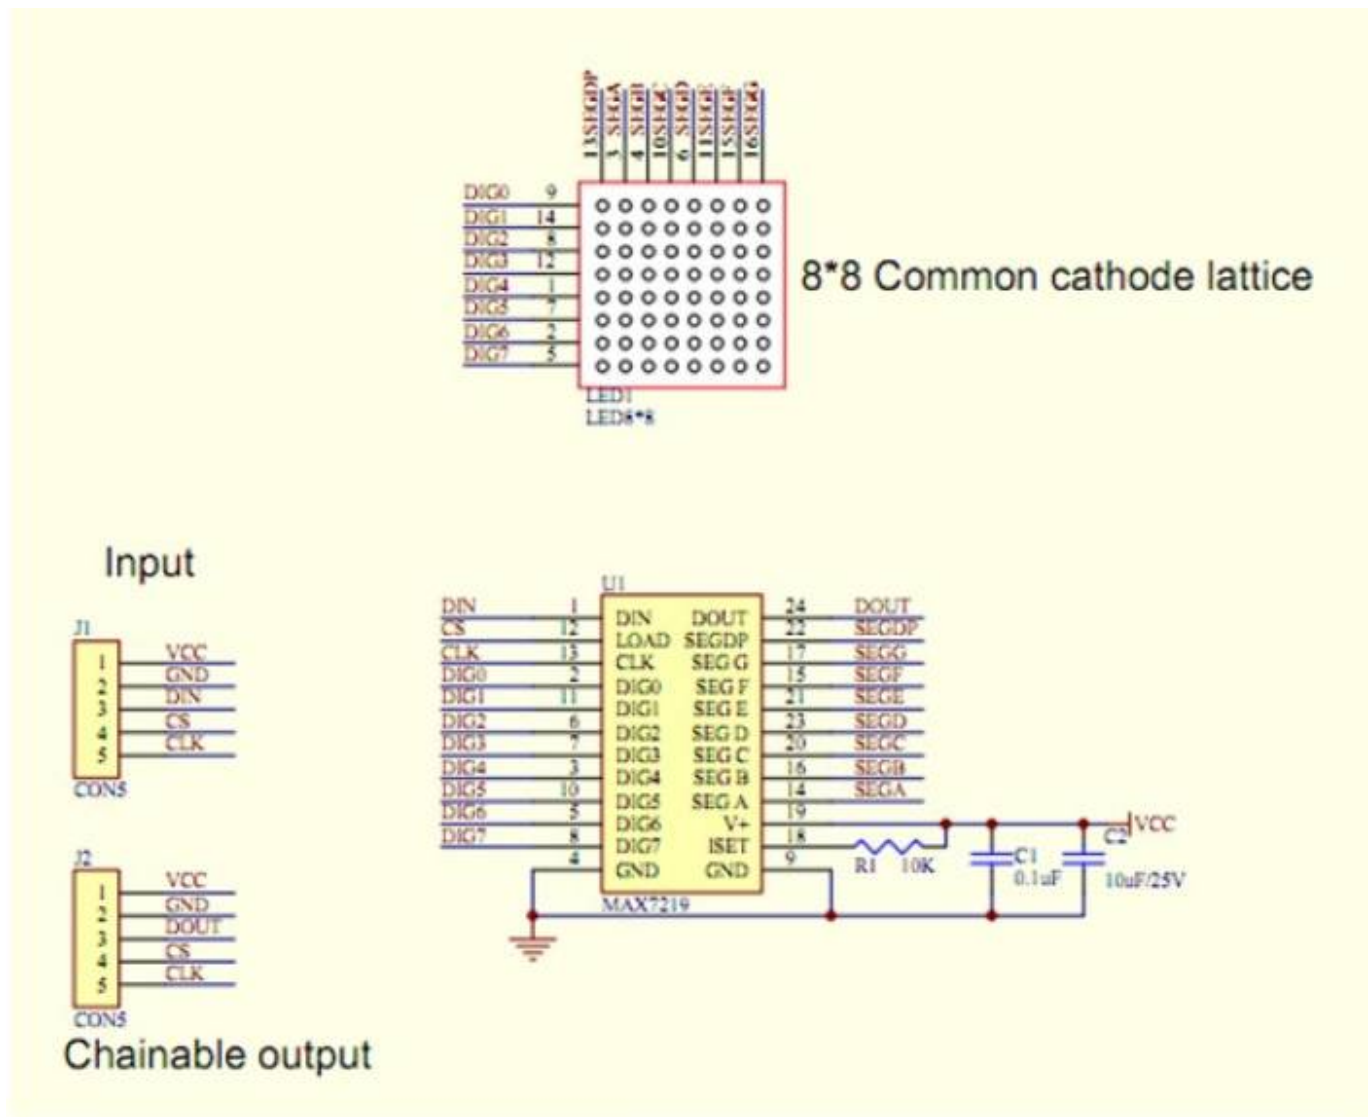 13SEGDP
3 SEGA
4 SEGB
10SEGC
6 SEGD
11SEGE
15SEGF
16SEGG
DIG0 9
DIG1 14
DIG2 8
DIG3 12
DIG4 1
DIG5 7
DIG6 2
DIG7 5
8*8 Common cathode lattice
LED1
LED8*8
Input
J1
1 VCC
2 GND
3 DIN
4 CS
5 CLK
CON5
J2
1 VCC
2 GND
3 DOUT
4 CS
5 CLK
CON5
Chainable output
U1
DIN 1 DIN DOUT 24 DOUT
CS 12 LOAD SEGDP 22 SEGDP
CLK 13 CLK SEG G 17 SEGG
DIG0 2 DIG0 SEG F 15 SEGF
DIG1 11 DIG1 SEG E 21 SEGE
DIG2 6 DIG2 SEG D 23 SEGD
DIG3 7 DIG3 SEG C 20 SEGC
DIG4 3 DIG4 SEG B 16 SEGB
DIG5 10 DIG5 SEG A 14 SEGA
DIG6 5 DIG6 V+ 19
DIG7 8 DIG7 ISET 18
4 GND GND 9
MAX7219
R1 10K
C1
0.1uF
C2
10uF/25V
VCC